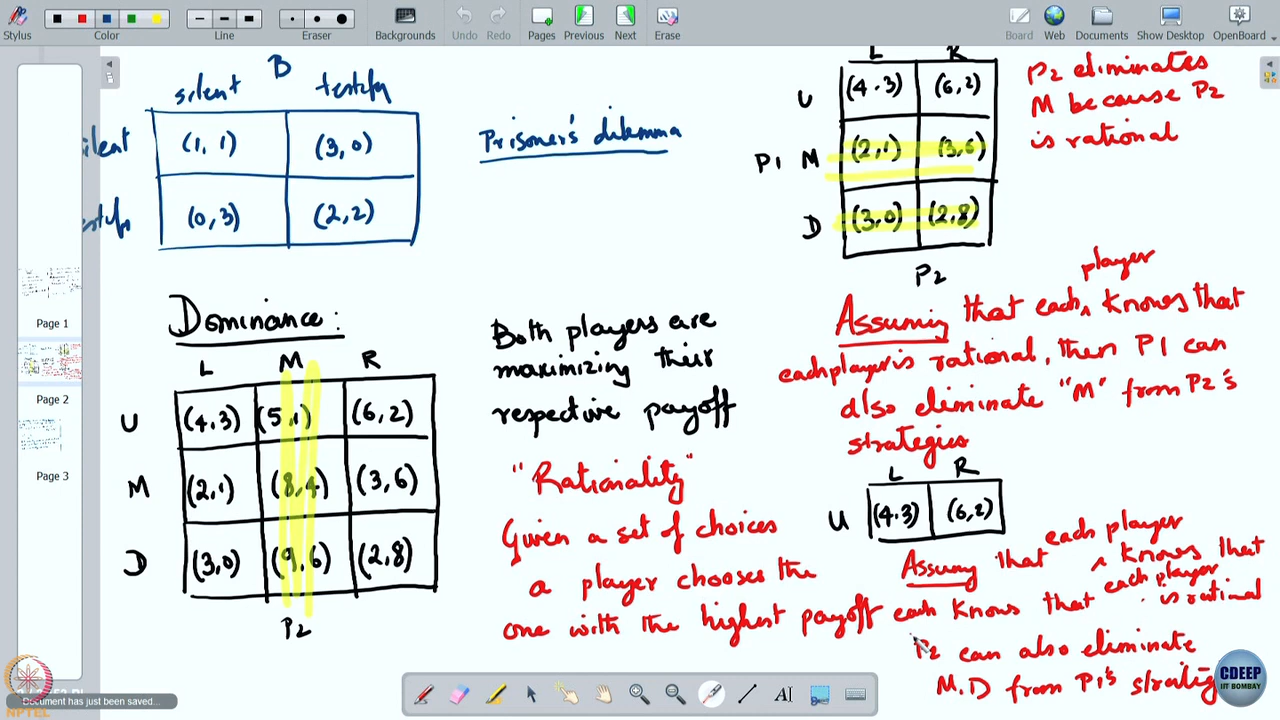 Stylus
Color
Line
Eraser
Backgrounds
Undo
Redo
Pages
Previous
Next
Erase
Board
Web
Documents
Show Desktop
OpenBoard
Page 1
Page 2
Page 3
B
silent testify
ilent (1, 1) (3, 0)
(0, 3) (2, 2)
Prisoner's dilemma
L R
U (4.3) (6,2)
P1 M (2,1) (3,6)
D (3,0) (2,8)
P2
P2 eliminates
M because P2
is rational
Dominance:
L M R
U (4,3) (5,1) (6,2)
M (2,1) (8,4) (3,6)
D (3,0) (9,6) (2,8)
P2
Both players are
maximizing their
respective payoff
"Rationality"
Given a set of choices
a player chooses the
one with the highest payoff
player
Assuming that each, knows that
each player is rational, then P1 can
also eliminate "M" from P2's
strategies
L R
U (4.3) (6,2)
each player
Assumg that knows that
each player
each knows that is rational
P2 can also eliminate
M.D from P1's
Document has just been saved...
NPTEL
CDEEP
IIT BOMBAY